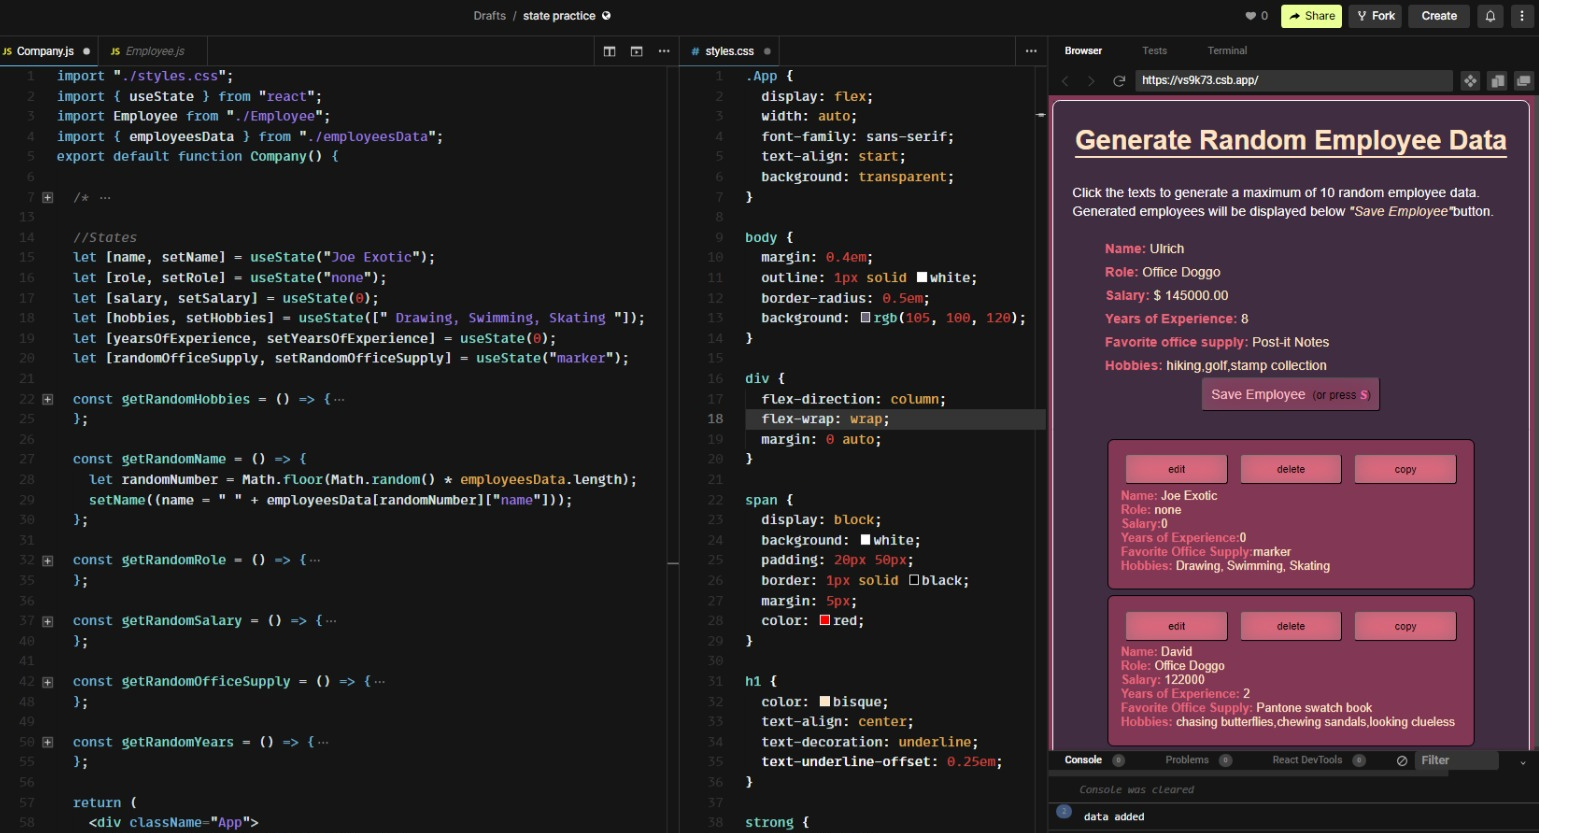 Drafts / state practice
0 Share Fork Create
JS Company.js
JS Employee.js
1 import "./styles.css";
2 import { useState } from "react";
3 import Employee from "./Employee";
4 import { employeesData } from "./employeesData";
5 export default function Company() {
6
7 /* ...
13
14 //States
15 let [name, setName] = useState("Joe Exotic");
16 let [role, setRole] = useState("none");
17 let [salary, setSalary] = useState(0);
18 let [hobbies, setHobbies] = useState([" Drawing, Swimming, Skating "]);
19 let [yearsOfExperience, setYearsOfExperience] = useState(0);
20 let [randomOfficeSupply, setRandomOfficeSupply] = useState("marker");
21
22 const getRandomHobbies = () => {...
25 };
26
27 const getRandomName = () => {
28 let randomNumber = Math.floor(Math.random() * employeesData.length);
29 setName((name = " " + employeesData[randomNumber]["name"]));
30 };
31
32 const getRandomRole = () => {...
35 };
36
37 const getRandomSalary = () => {...
40 };
41
42 const getRandomOfficeSupply = () => {...
48 };
49
50 const getRandomYears = () => {...
55 };
56
57 return (
58 <div className="App">
# styles.css
1 .App {
2 display: flex;
3 width: auto;
4 font-family: sans-serif;
5 text-align: start;
6 background: transparent;
7 }
8
9 body {
10 margin: 0.4em;
11 outline: 1px solid white;
12 border-radius: 0.5em;
13 background: rgb(105, 100, 120);
14 }
15
16 div {
17 flex-direction: column;
18 flex-wrap: wrap;
19 margin: 0 auto;
20 }
21
22 span {
23 display: block;
24 background: white;
25 padding: 20px 50px;
26 border: 1px solid black;
27 margin: 5px;
28 color: red;
29 }
30
31 h1 {
32 color: bisque;
33 text-align: center;
34 text-decoration: underline;
35 text-underline-offset: 0.25em;
36 }
37
38 strong {
Browser Tests Terminal
https://vs9k73.csb.app/
Generate Random Employee Data
Click the texts to generate a maximum of 10 random employee data.
Generated employees will be displayed below "Save Employee"button.
Name: Ulrich
Role: Office Doggo
Salary: $ 145000.00
Years of Experience: 8
Favorite office supply: Post-it Notes
Hobbies: hiking,golf,stamp collection
Save Employee (or press S)
edit delete copy
Name: Joe Exotic
Role: none
Salary:0
Years of Experience:0
Favorite Office Supply:marker
Hobbies: Drawing, Swimming, Skating
edit delete copy
Name: David
Role: Office Doggo
Salary: 122000
Years of Experience: 2
Favorite Office Supply: Pantone swatch book
Hobbies: chasing butterflies,chewing sandals,looking clueless
Console 0 Problems 0 React DevTools 0 Filter
Console was cleared
2 data added